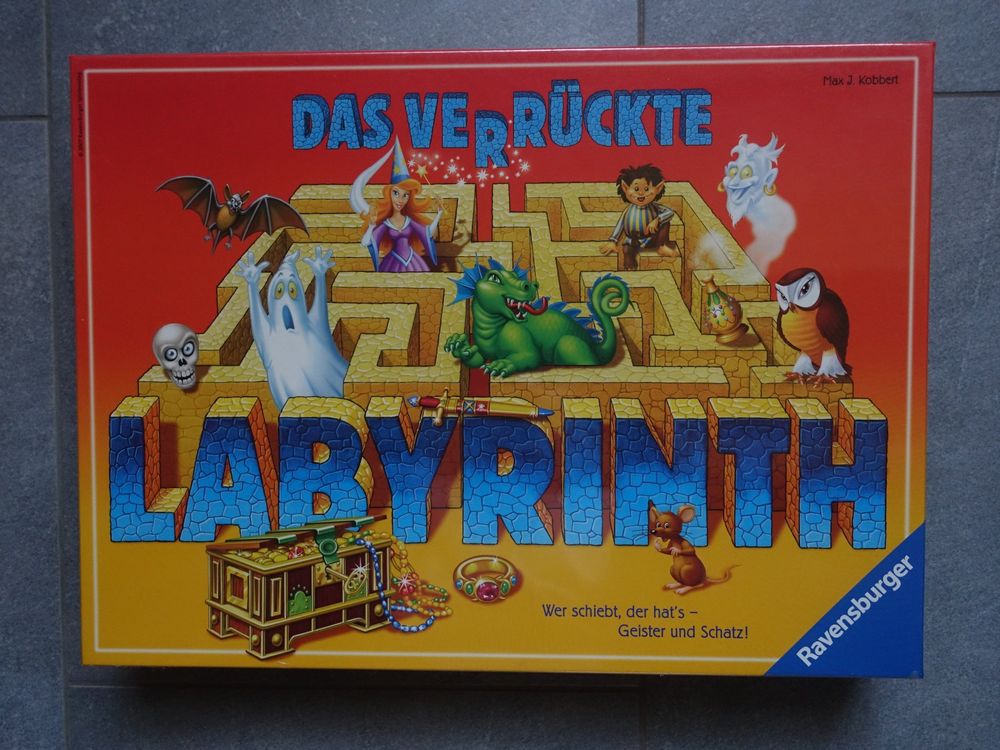 Max J. Kobbert
DAS VERRÜCKTE
LABYRINTH
Wer schiebt, der hat's –
Geister und Schatz!
Ravensburger